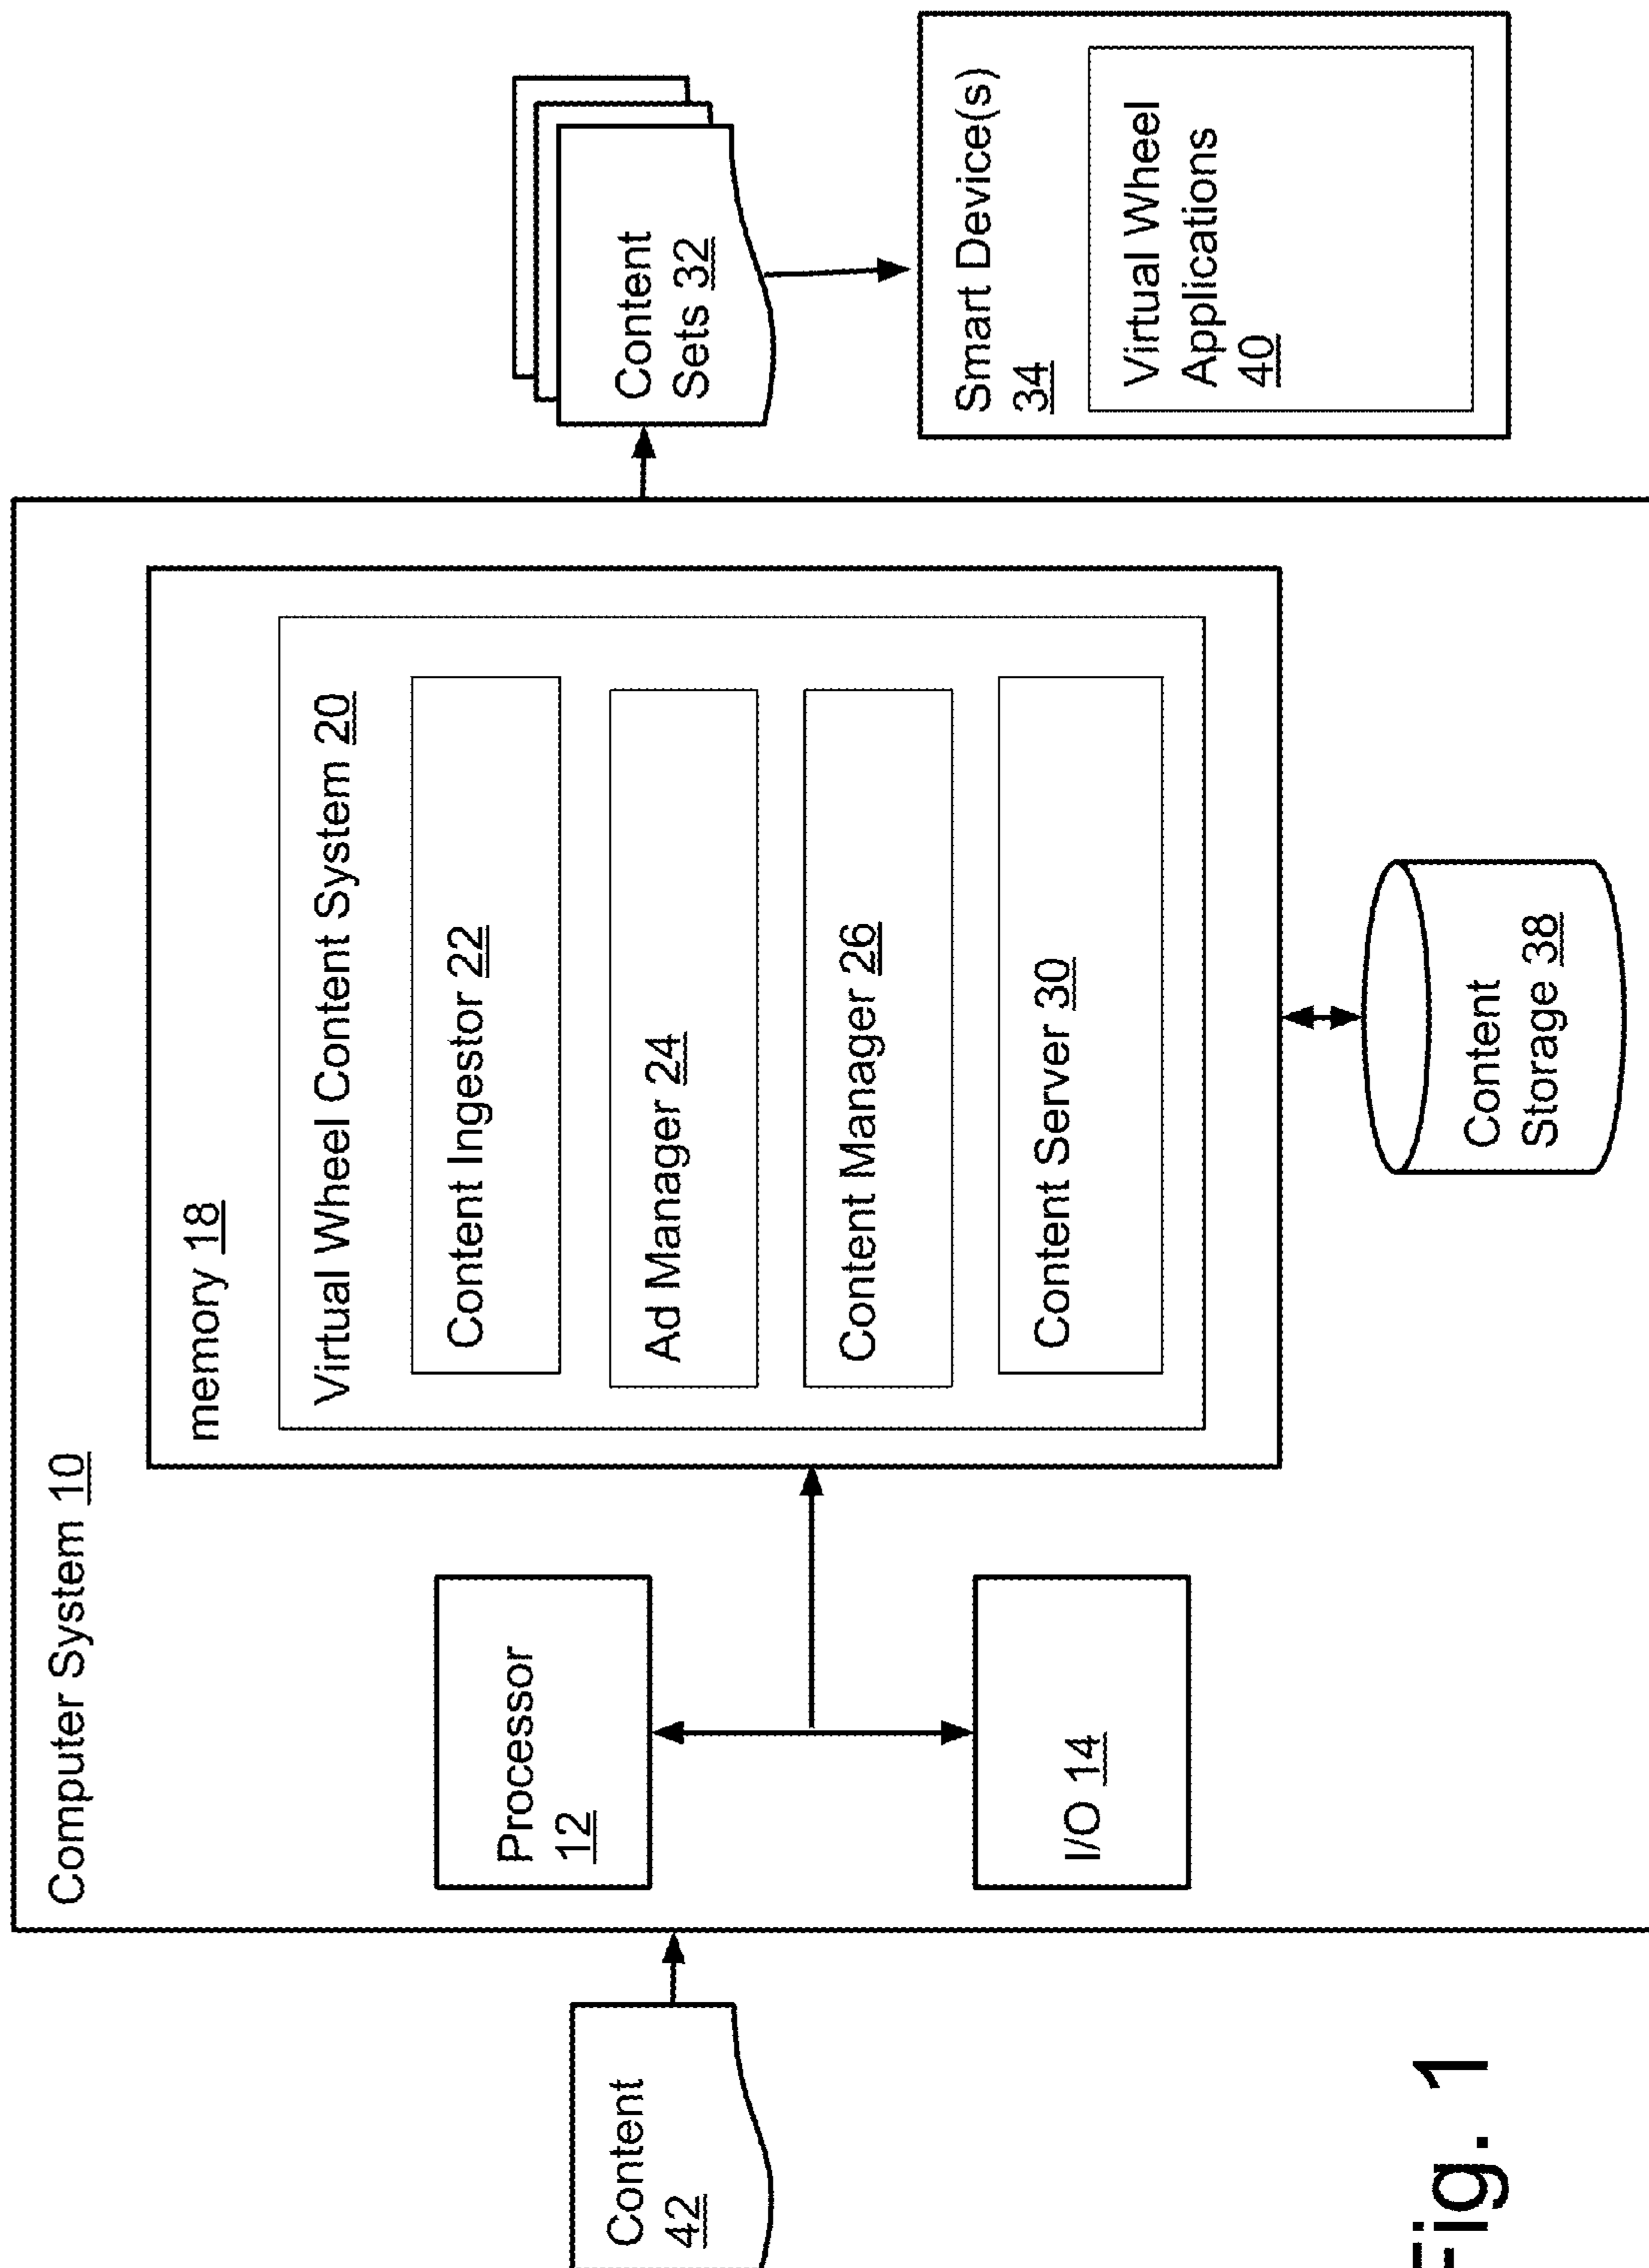 Computer System 10
memory 18
Virtual Wheel Content System 20
Content Ingestor 22
Ad Manager 24
Content Manager 26
Content Server 30
Processor
12
I/O 14
Content
42
Content
Sets 32
Smart Device(s)
34
Virtual Wheel
Applications
40
Content
Storage 38
Fig. 1